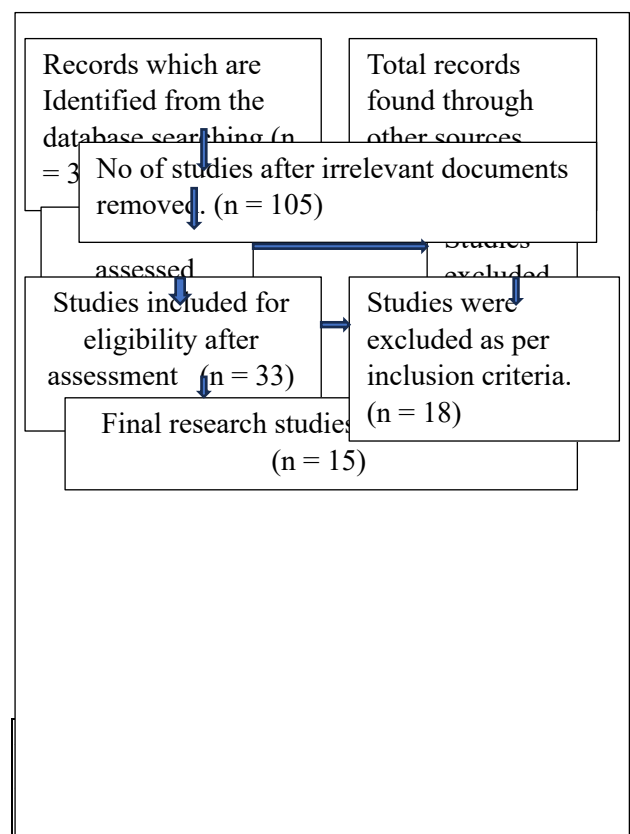 Records which are
Identified from the
database searching (n
= 3
Total records
found through
other sources
No of studies after irrelevant documents
removed. (n = 105)
assessed
Studies
excluded
Studies included for
eligibility after
assessment (n = 33)
Studies were
excluded as per
inclusion criteria.
(n = 18)
Final research studies
(n = 15)